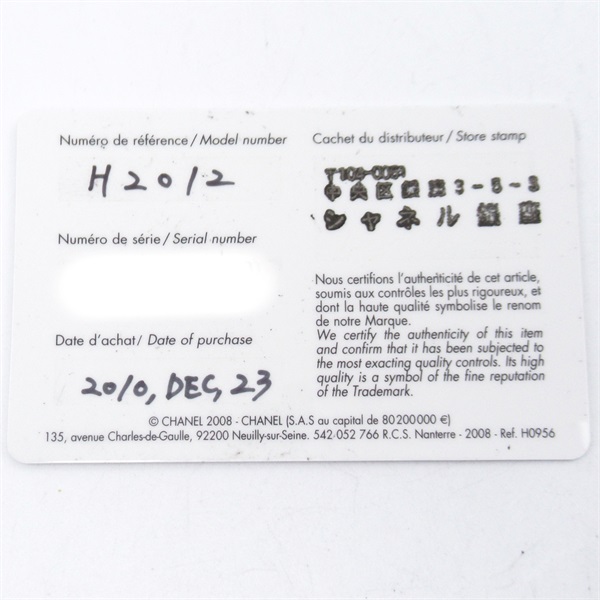 Numéro de référence / Model number
H2012
Numéro de série / Serial number
Date d'achat / Date of purchase
2010, DEC, 23
Cachet du distributeur / Store stamp
中央区銀座3-5-3
シャネル銀座
Nous certifions l'authenticité de cet article,
soumis aux contrôles les plus rigoureux, et
dont la haute qualité symbolise le renom
de notre Marque.
We certify the authenticity of this item
and confirm that it has been subjected to
the most exacting quality controls. Its high
quality is a symbol of the fine reputation
of the Trademark.
© CHANEL 2008 - CHANEL (S.A.S au capital de 80 200 000 €)
135, avenue Charles-de-Gaulle, 92200 Neuilly-sur-Seine. 542 052 766 R.C.S. Nanterre - 2008 - Ref. H0956